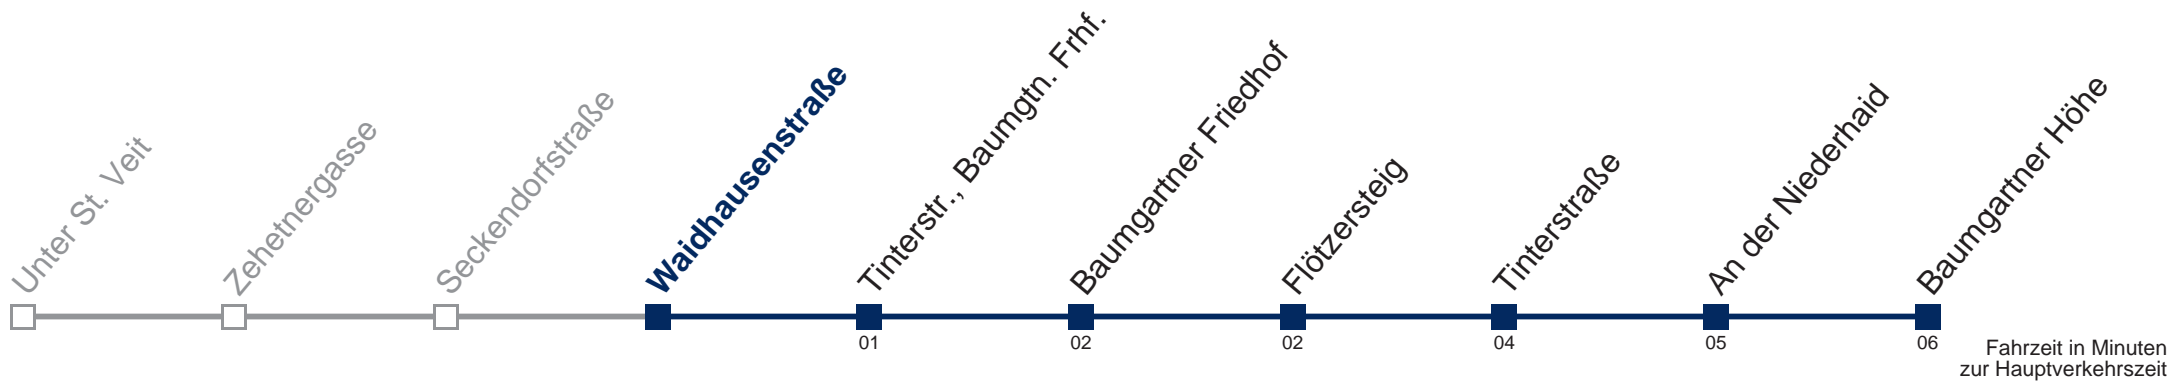 Unter St. Veit
Zehetnergasse
Seckendorfstraße
Waidhausenstraße
Tinterstr., Baumgtn. Frhf.
Baumgartner Friedhof
Flötzersteig
Tinterstraße
An der Niederhaid
Baumgartner Höhe
01
02
02
04
05
06
Fahrzeit in Minuten
zur Hauptverkehrszeit